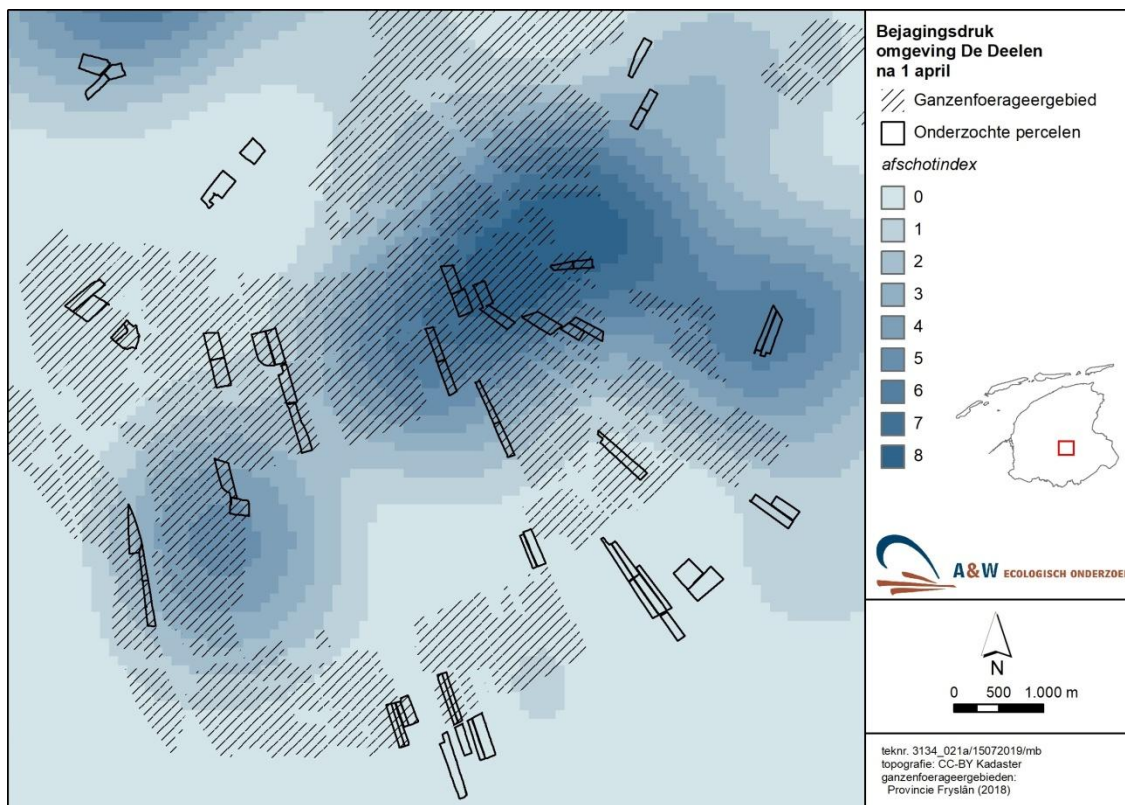 Bejagingsdruk
omgeving De Deelen
na 1 april
Ganzenfoerageergebied
Onderzochte percelen
afschotindex
0
1
2
3
4
5
6
7
8
A&W ECOLOGISCH ONDERZOE
N
0 500 1.000 m
teknr. 3134_021a/15072019/mb
topografie: CC-BY Kadaster
ganzenfoerageergebieden:
Provincie Fryslân (2018)